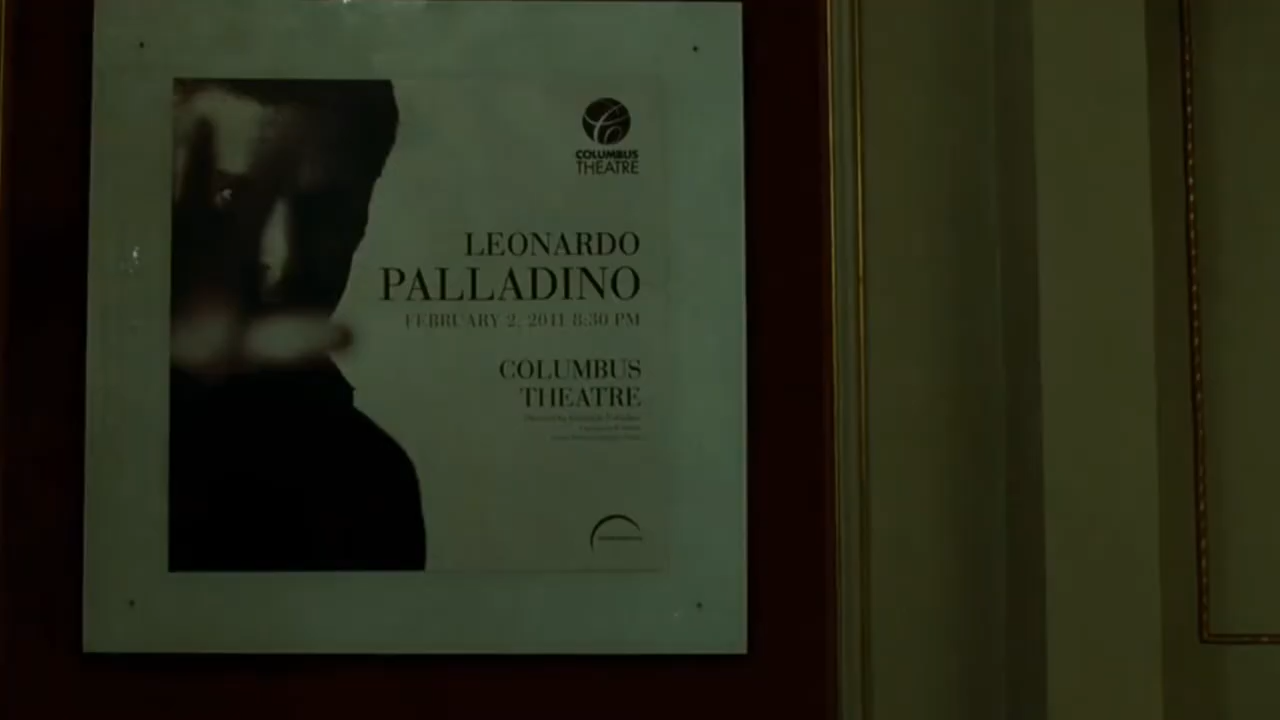 COLUMBUS
THEATRE
LEONARDO
PALLADINO
FEBRUARY 2, 2011 8:30 PM
COLUMBUS
THEATRE